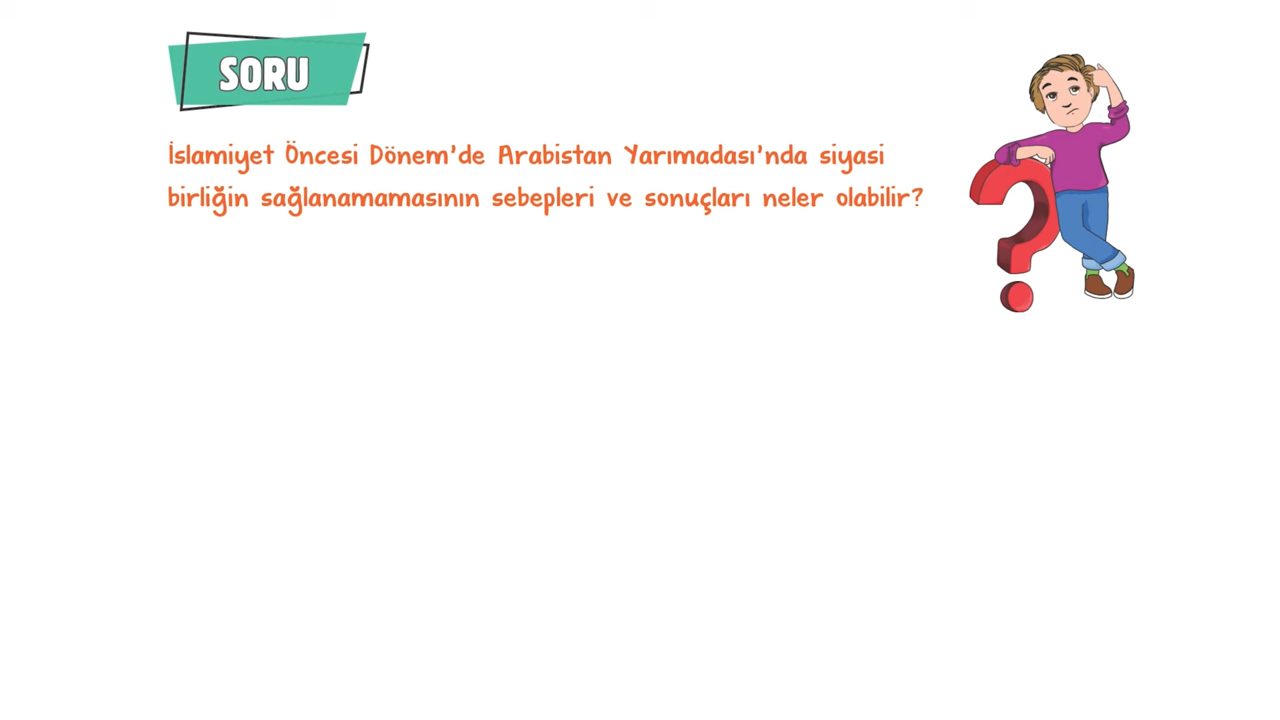 SORU
İslamiyet Öncesi Dönem'de Arabistan Yarımadası'nda siyasi
birliğin sağlanamamasının sebepleri ve sonuçları neler olabilir?